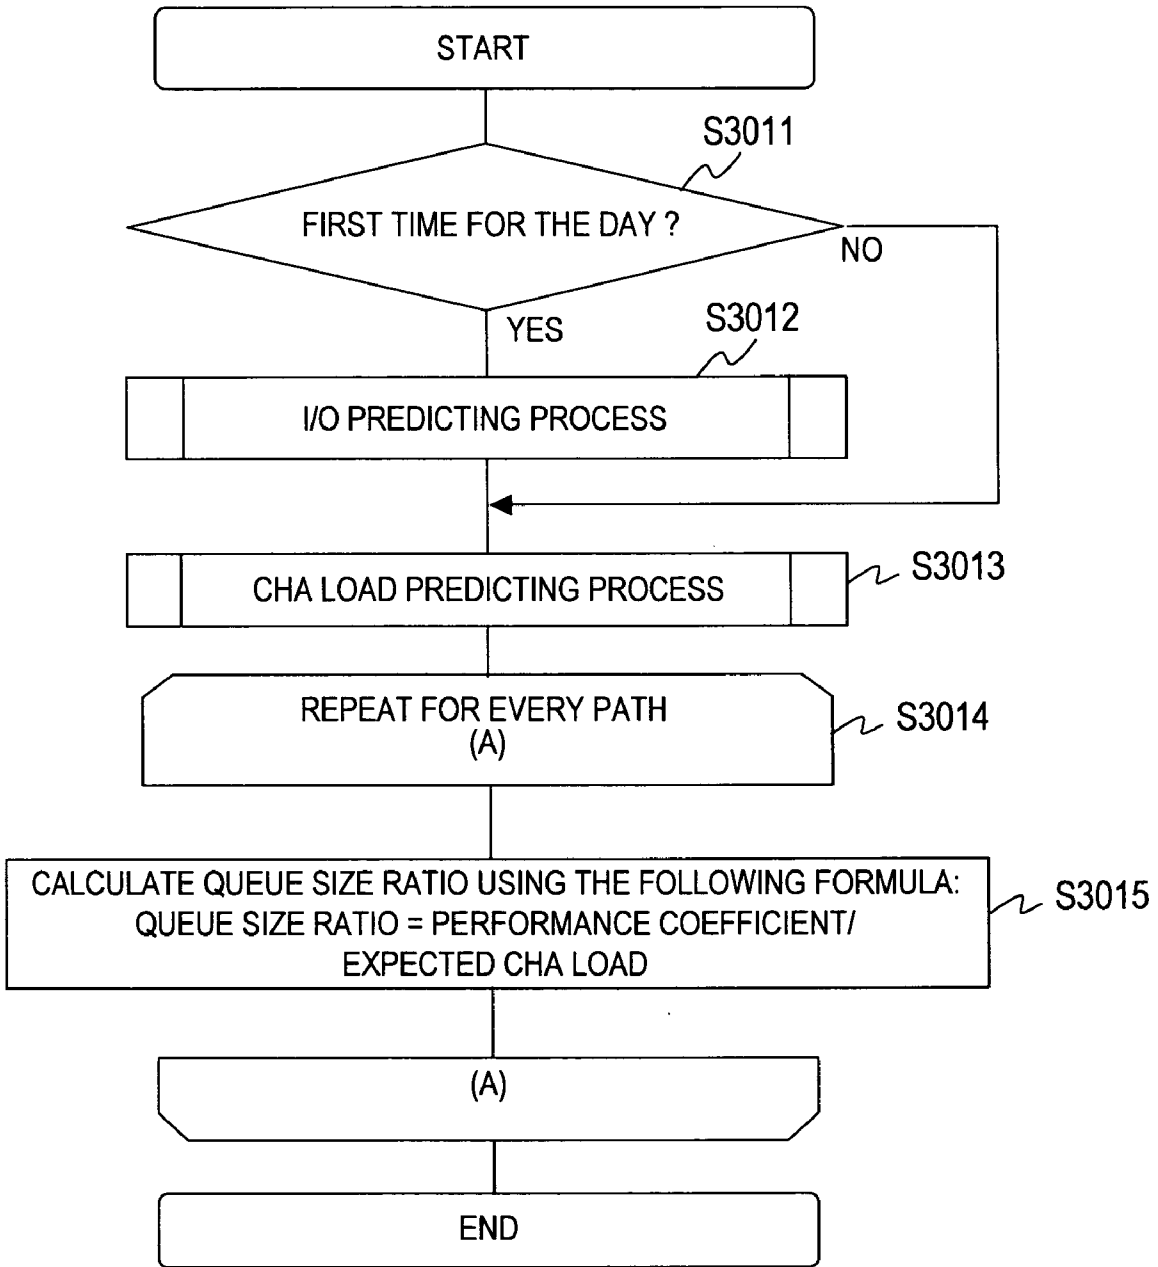 START
S3011
FIRST TIME FOR THE DAY ?
NO
YES
S3012
I/O PREDICTING PROCESS
CHA LOAD PREDICTING PROCESS
S3013
REPEAT FOR EVERY PATH
(A)
S3014
CALCULATE QUEUE SIZE RATIO USING THE FOLLOWING FORMULA:
QUEUE SIZE RATIO = PERFORMANCE COEFFICIENT/
EXPECTED CHA LOAD
S3015
(A)
END